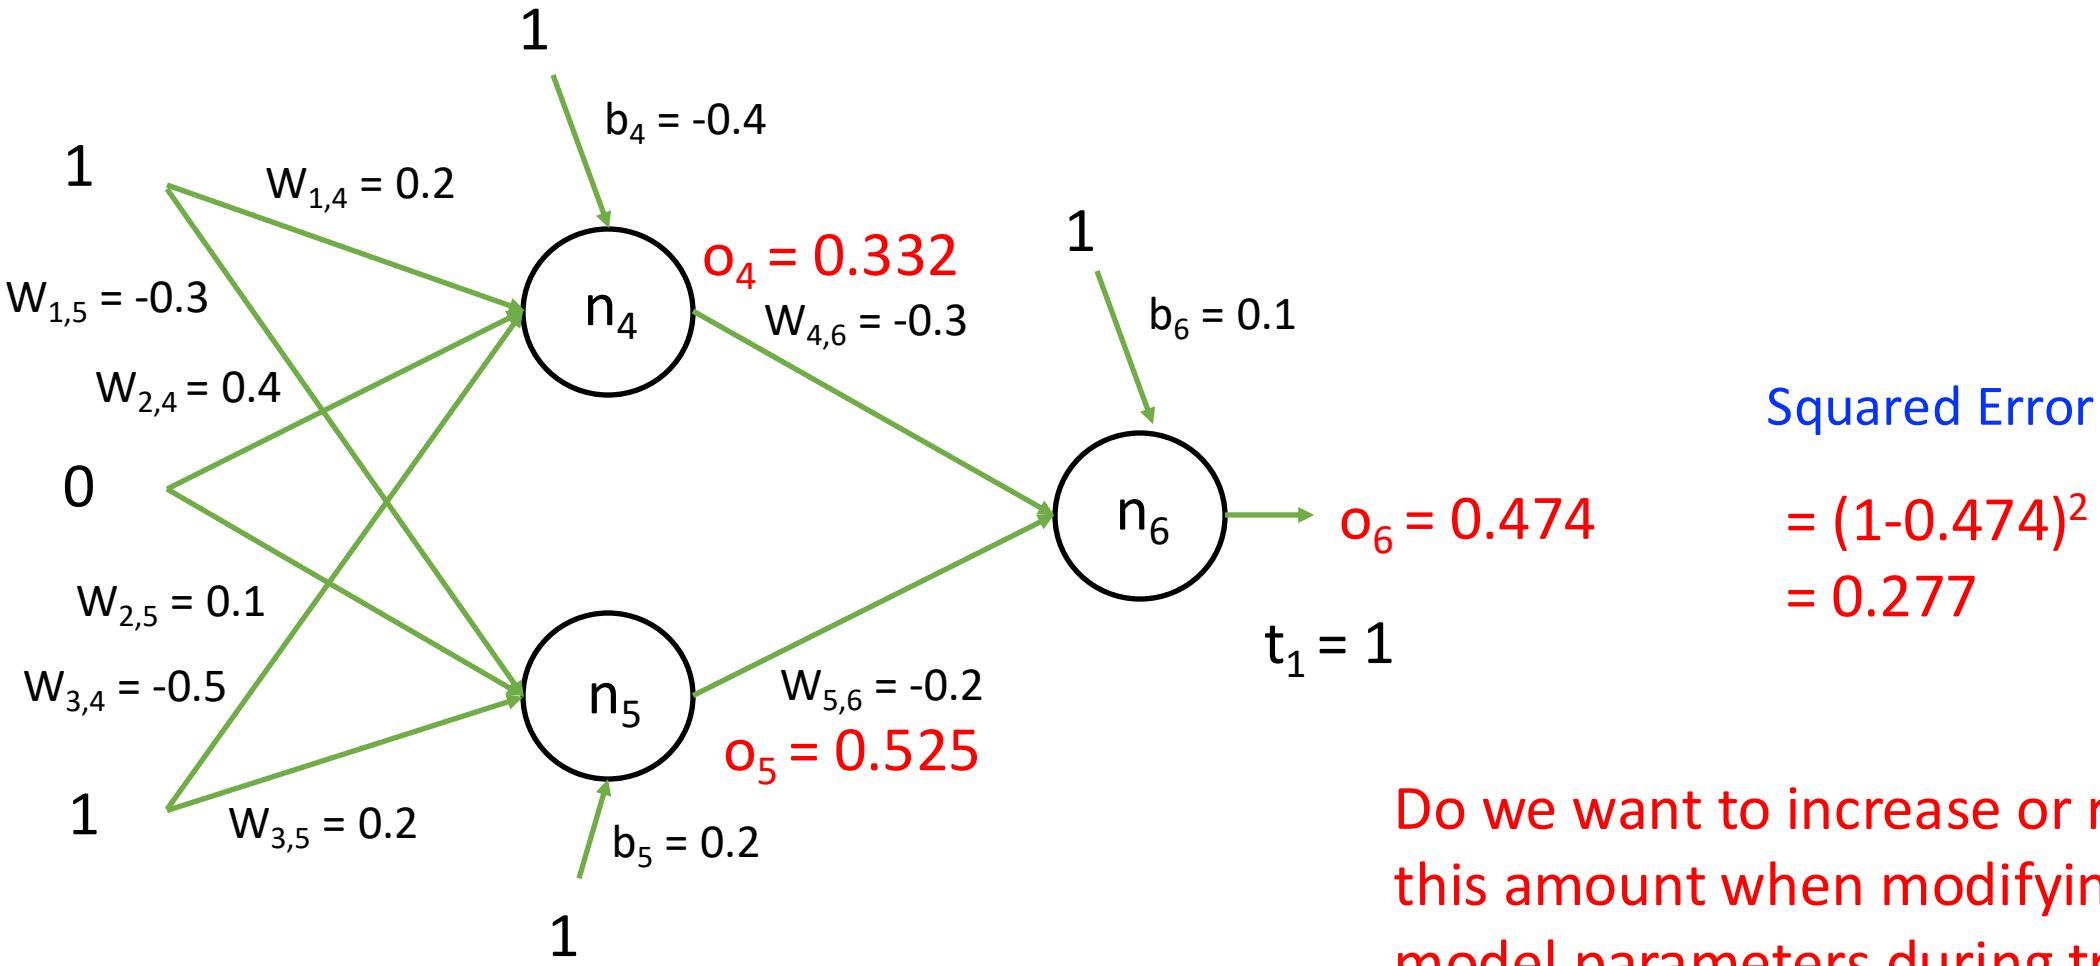 1
b₄ = -0.4
1
W₁,₄ = 0.2
1
o₄ = 0.332
W₁,₅ = -0.3
n₄
W₄,₆ = -0.3
b₆ = 0.1
W₂,₄ = 0.4
Squared Error
0
n₆
o₆ = 0.474
= (1-0.474)²
W₂,₅ = 0.1
= 0.277
t₁ = 1
W₃,₄ = -0.5
n₅
W₅,₆ = -0.2
o₅ = 0.525
1
W₃,₅ = 0.2
b₅ = 0.2
1
Do we want to increase or
this amount when
model parameters during